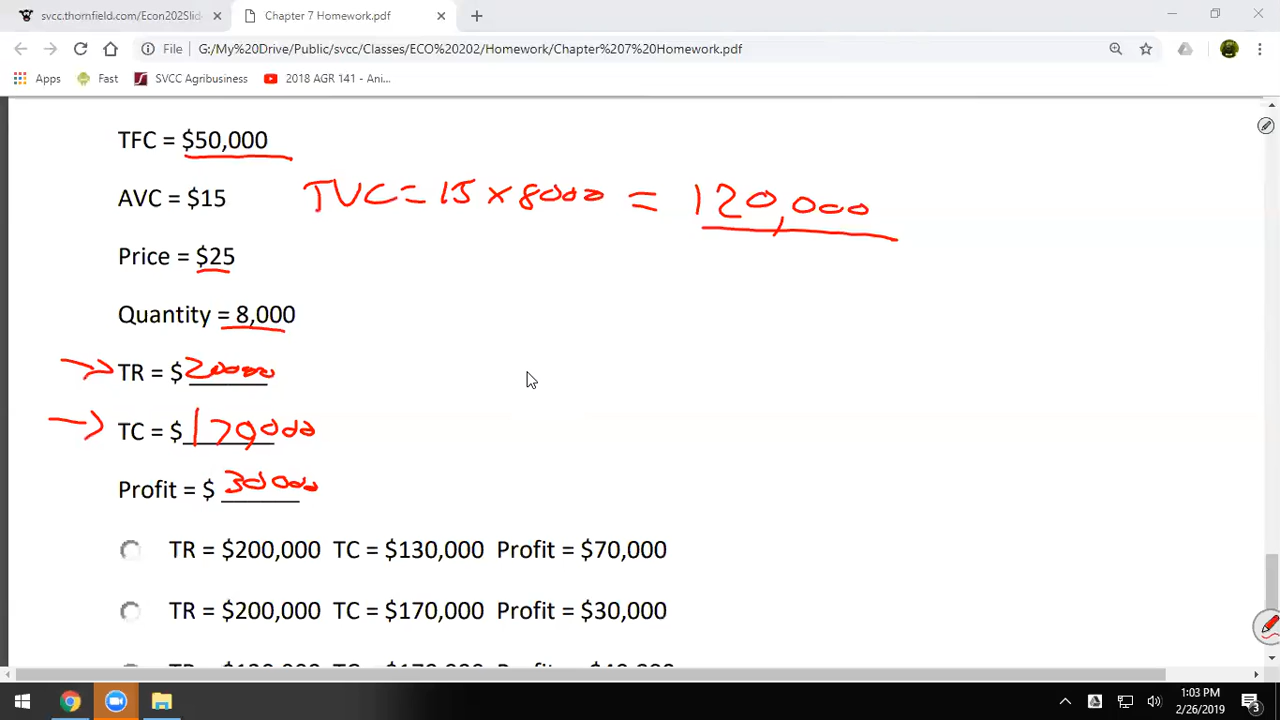 svcc.thornfield.com/Econ202Slid
Chapter 7 Homework.pdf
File
G:/My%20Drive/Public/svcc/Classes/ECO%20202/Homework/Chapter%207%20Homework.pdf
Apps
Fast
SVCC Agribusiness
2018 AGR 141 - Ani...
TFC = $50,000
AVC = $15
TVC = 15 × 8000 = 120,000
Price = $25
Quantity = 8,000
TR = $200000
TC = $170,000
Profit = $ 30000
TR = $200,000 TC = $130,000 Profit = $70,000
TR = $200,000 TC = $170,000 Profit = $30,000
1:03 PM
2/26/2019
3